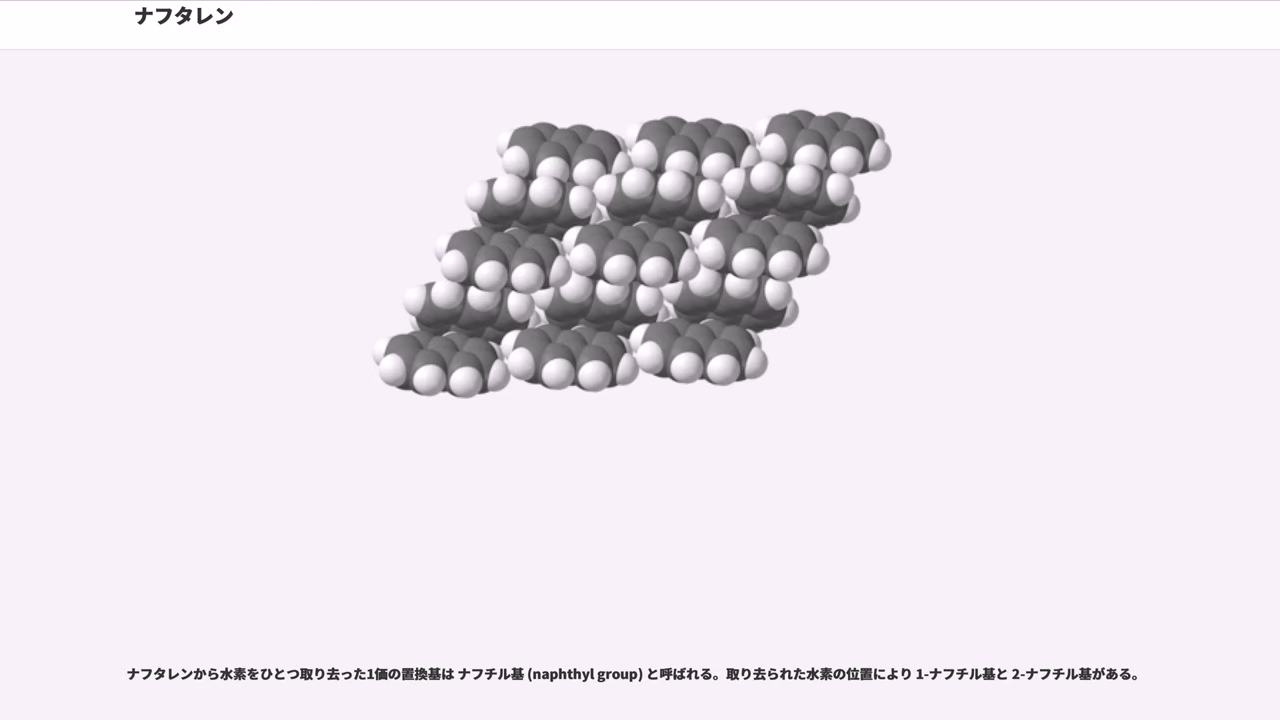 ナフタレン
ナフタレンから水素をひとつ取り去った1価の置換基は ナフチル基 (naphthyl group) と呼ばれる。取り去られた水素の位置により 1-ナフチル基と 2-ナフチル基がある。